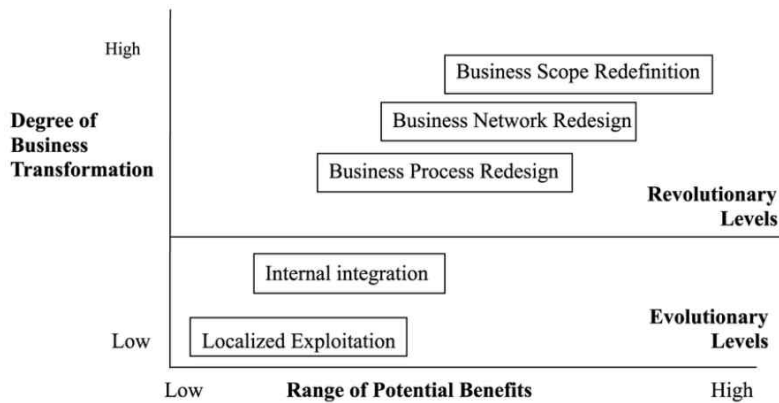 High
Business Scope Redefinition
Degree of
Business
Transformation
Business Network Redesign
Business Process Redesign
Revolutionary
Levels
Internal integration
Evolutionary
Levels
Low
Localized Exploitation
Low
Range of Potential Benefits
High